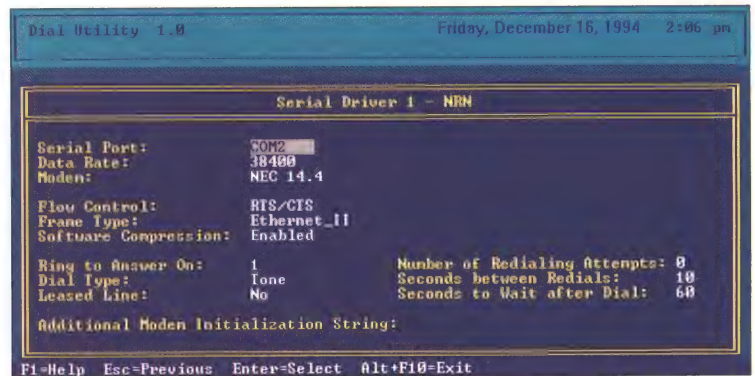 Dial Utility 1.0 Friday, December 16, 1994 2:06 pm
Serial Driver 1 - NRN
Serial Port: COM2
Data Rate: 38400
Modem: NEC 14.4
Flow Control: RTS/CTS
Frame Type: Ethernet_II
Software Compression: Enabled
Ring to Answer On: 1 Number of Redialing Attempts: 0
Dial Type: Tone Seconds between Redials: 10
Leased Line: No Seconds to Wait after Dial: 60
Additional Modem Initialization String:
F1=Help Esc=Previous Enter=Select Alt+F10=Exit